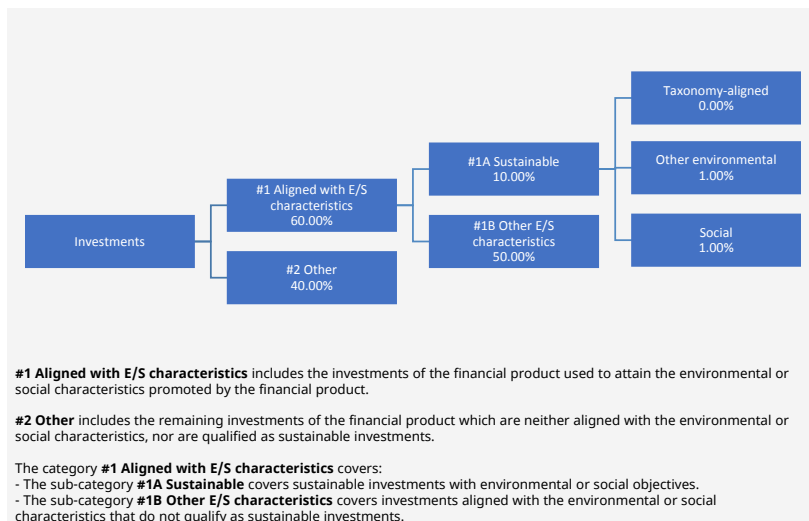 Taxonomy-aligned
0.00%
#1A Sustainable
10.00%
Other environmental
1.00%
#1 Aligned with E/S
characteristics
60.00%
#1B Other E/S
characteristics
50.00%
Social
1.00%
Investments
#2 Other
40.00%
#1 Aligned with E/S characteristics includes the investments of the financial product used to attain the environmental or
social characteristics promoted by the financial product.
#2 Other includes the remaining investments of the financial product which are neither aligned with the environmental or
social characteristics, nor are qualified as sustainable investments.
The category #1 Aligned with E/S characteristics covers:
- The sub-category #1A Sustainable covers sustainable investments with environmental or social objectives.
- The sub-category #1B Other E/S characteristics covers investments aligned with the environmental or social
characteristics that do not qualify as sustainable investments.